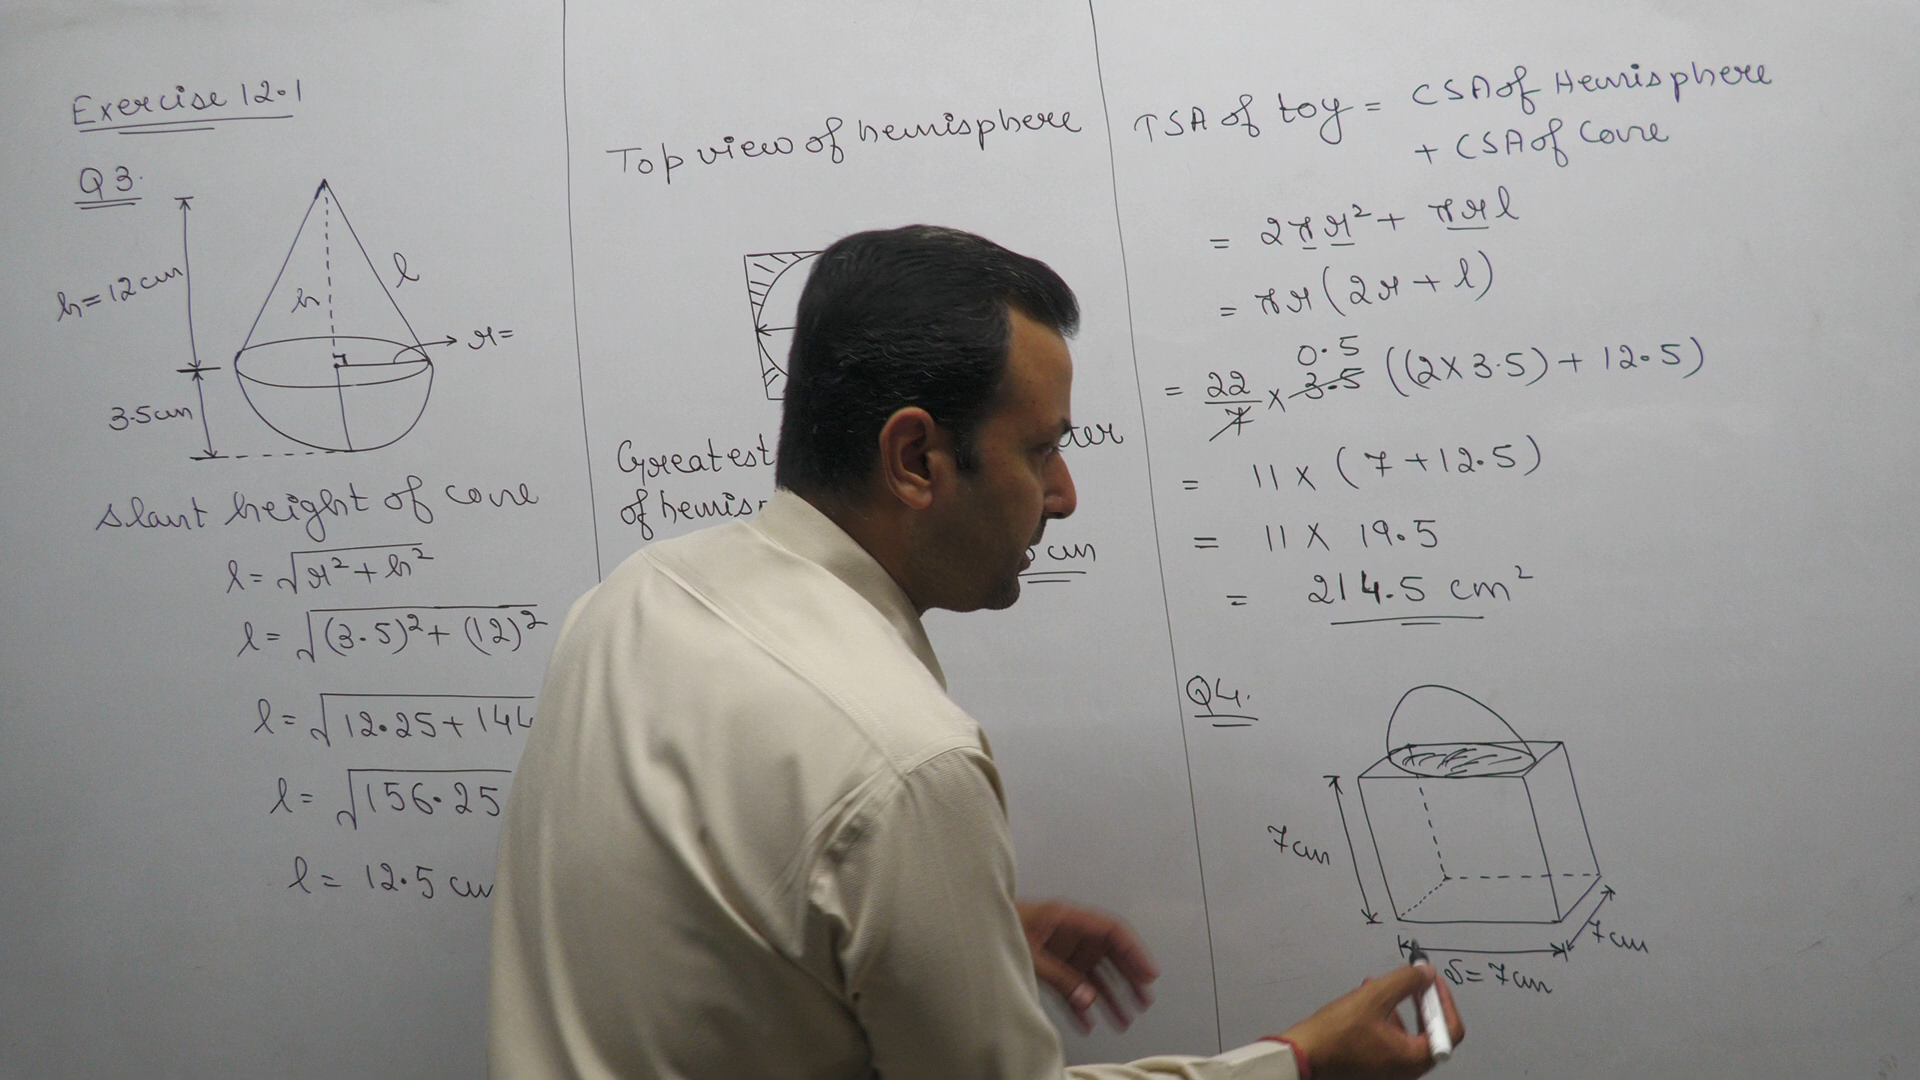 Exercise 12.1
Q3.
h=12cm
h
l
r=
3.5cm
Slant height of cone
l=√r²+h²
l=√(3.5)²+(12)²
l=√12.25+144
l=√156.25
l= 12.5 cm
Top view of hemisphere
Greatest
of
cm
TSA of toy = CSA of Hemisphere
+ CSA of Cone
= 2πr²+ πrl
= πr(2r+l)
0.5
= 22/7 × 3.5 ((2×3.5)+12.5)
= 11×(7+12.5)
= 11×19.5
= 214.5 cm²
Q4.
7cm
7cm
S=7cm